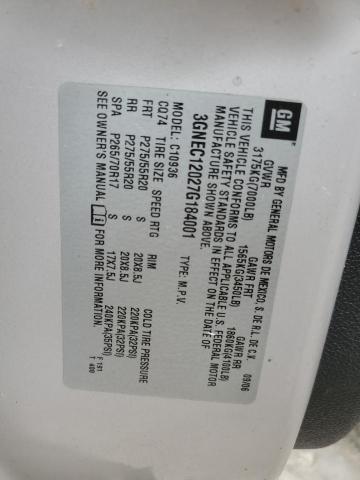 GM
MFD BY GENERAL MOTORS DE MEXICO, S. DE R.L. DE C.V.
09/06
GVWR GAWR FRT GAWR RR
3175KG(7000LB) 1565KG(3450LB) 1860KG(4100LB)
THIS VEHICLE CONFORMS TO ALL APPLICABLE U.S. FEDERAL MOTOR
VEHICLE SAFETY STANDARDS IN EFFECT ON THE DATE OF
MANUFACTURE SHOWN ABOVE.
3GNEC12027G184001 TYPE: M.P.V.
MODEL: C10936
CQ74 TIRE SIZE SPEED RTG RIM COLD TIRE PRESSURE
FRT P275/55R20 S 20X8.5J 220KPA(32PSI)
RR P275/55R20 S 20X8.5J 220KPA(32PSI)
SPA P265/70R17 S 17X7.5J 240KPA(35PSI)
SEE OWNER'S MANUAL FOR MORE INFORMATION.
F 191
T 400